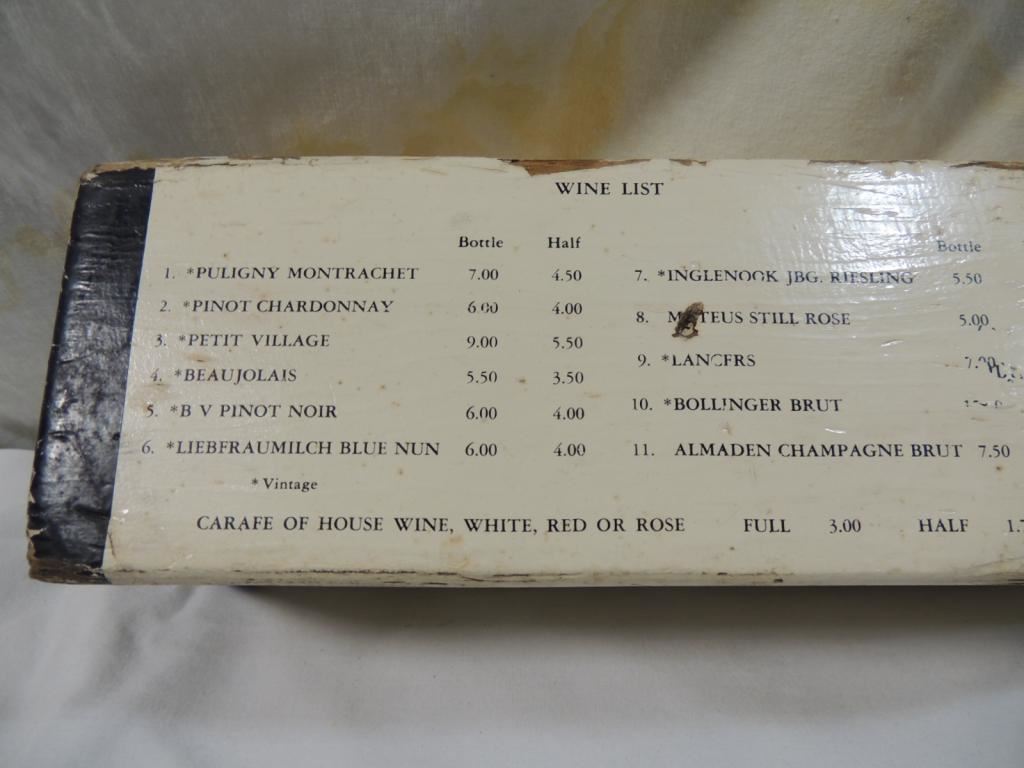 WINE LIST
Bottle Half
1. *PULIGNY MONTRACHET 7.00 4.50
2. *PINOT CHARDONNAY 6.00 4.00
3. *PETIT VILLAGE 9.00 5.50
4. *BEAUJOLAIS 5.50 3.50
5. *B V PINOT NOIR 6.00 4.00
6. *LIEBFRAUMILCH BLUE NUN 6.00 4.00
* Vintage
Bottle
7. *INGLENOOK JBG. RIESLING 5.50
8. MATEUS STILL ROSE 5.00
9. *LANCERS
10. *BOLLINGER BRUT
11. ALMADEN CHAMPAGNE BRUT 7.50
CARAFE OF HOUSE WINE, WHITE, RED OR ROSE FULL 3.00 HALF